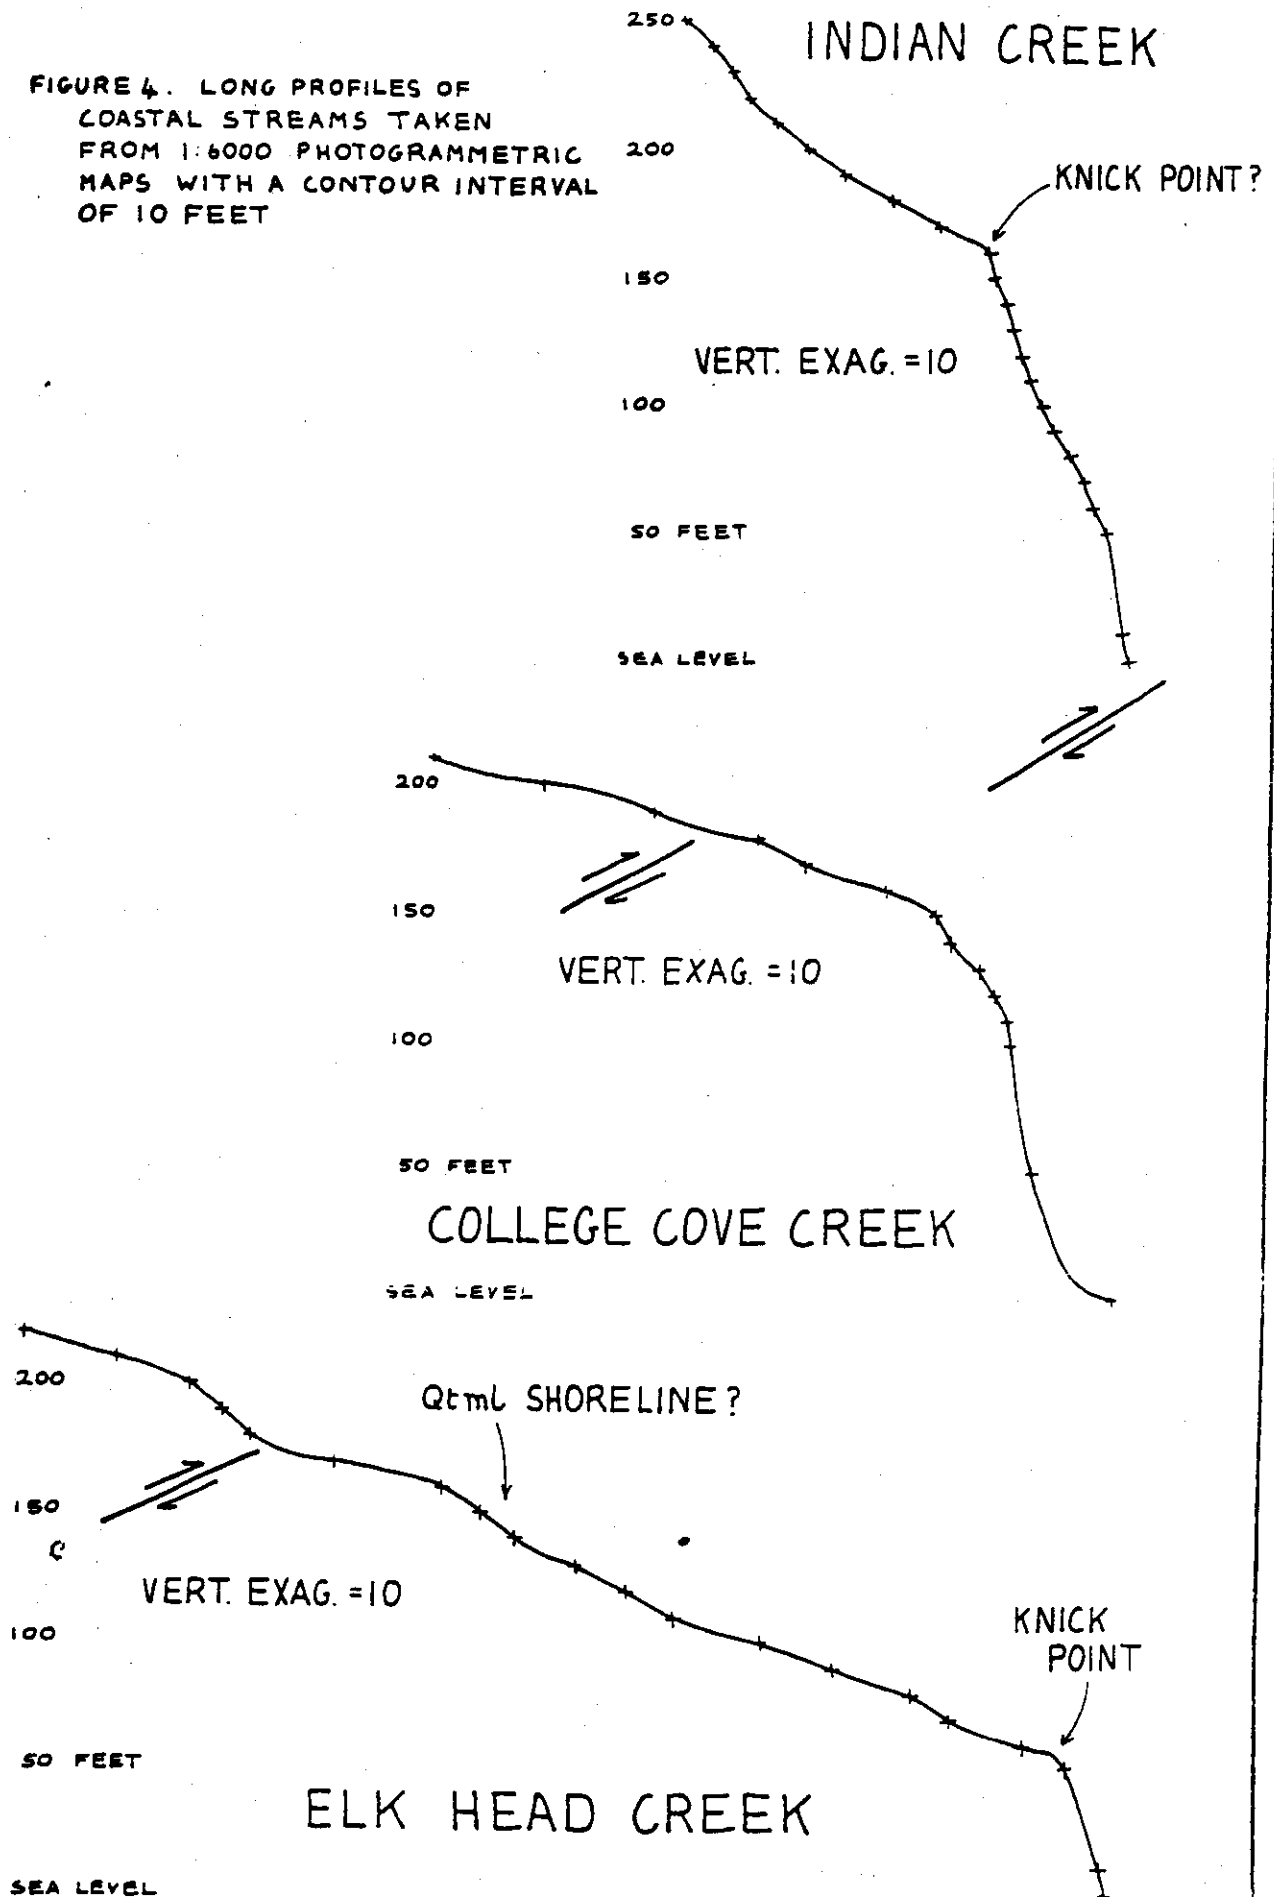 250
INDIAN CREEK
FIGURE 4. LONG PROFILES OF
COASTAL STREAMS TAKEN
FROM 1:6000 PHOTOGRAMMETRIC
MAPS WITH A CONTOUR INTERVAL
OF 10 FEET
200
KNICK POINT?
150
VERT. EXAG. =10
100
50 FEET
SEA LEVEL
200
150
VERT. EXAG. =10
100
50 FEET
COLLEGE COVE CREEK
SEA LEVEL
200
Qtml SHORELINE?
150
VERT. EXAG. =10
100
KNICK
POINT
50 FEET
ELK HEAD CREEK
SEA LEVEL